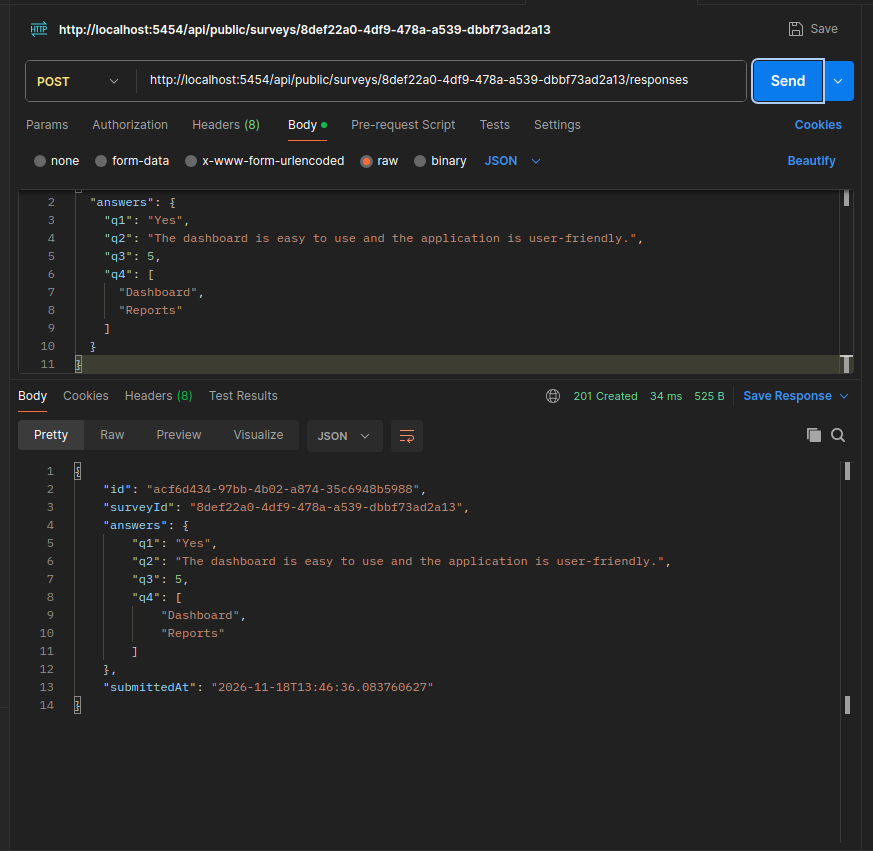 HTTP http://localhost:5454/api/public/surveys/8def22a0-4df9-478a-a539-dbbf73ad2a13 Save
POST http://localhost:5454/api/public/surveys/8def22a0-4df9-478a-a539-dbbf73ad2a13/responses Send
Params Authorization Headers (8) Body Pre-request Script Tests Settings Cookies
none form-data x-www-form-urlencoded raw binary JSON Beautify
2 "answers": {
3 "q1": "Yes",
4 "q2": "The dashboard is easy to use and the application is user-friendly.",
5 "q3": 5,
6 "q4": [
7 "Dashboard",
8 "Reports"
9 ]
10 }
11 }
Body Cookies Headers (8) Test Results 201 Created 34 ms 525 B Save Response
Pretty Raw Preview Visualize JSON
1 {
2 "id": "acf6d434-97bb-4b02-a874-35c6948b5988",
3 "surveyId": "8def22a0-4df9-478a-a539-dbbf73ad2a13",
4 "answers": {
5 "q1": "Yes",
6 "q2": "The dashboard is easy to use and the application is user-friendly.",
7 "q3": 5,
8 "q4": [
9 "Dashboard",
10 "Reports"
11 ]
12 },
13 "submittedAt": "2026-11-18T13:46:36.083760627"
14 }